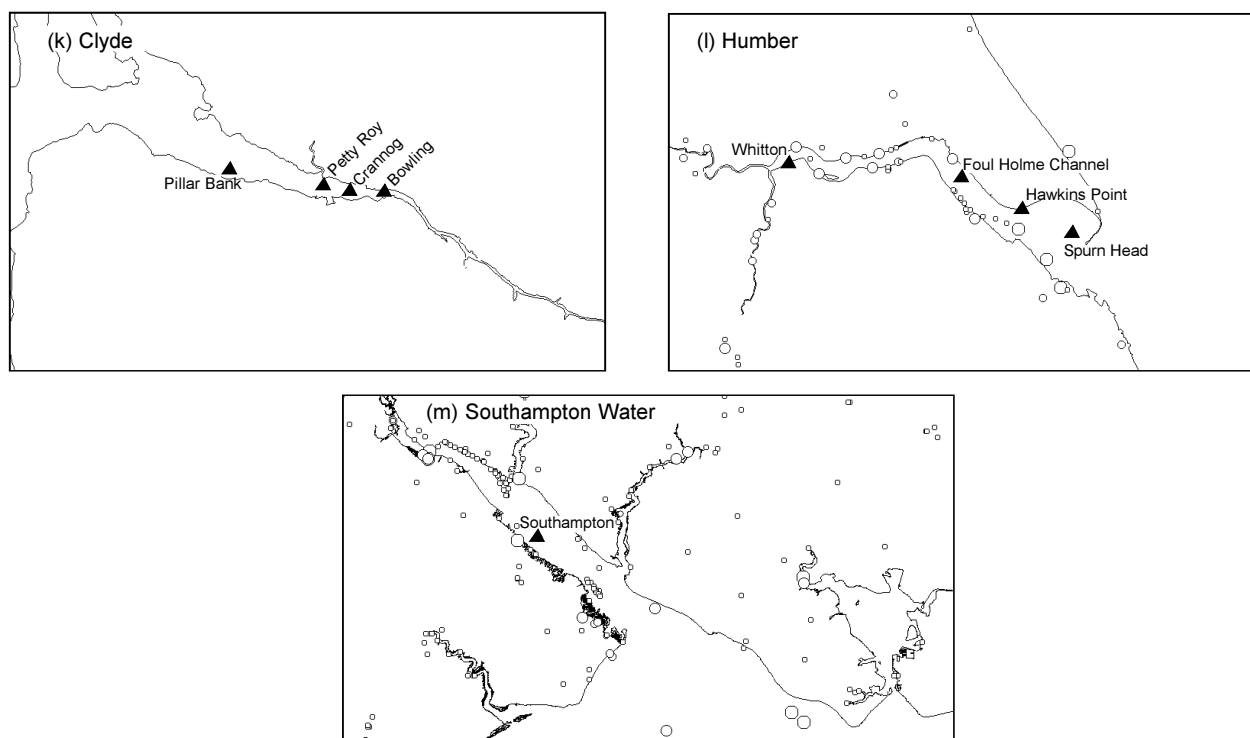 (k) Clyde
Pillar Bank
Petty Roy
Crannog
Bowling
(l) Humber
Whitton
Foul Holme Channel
Hawkins Point
Spurn Head
(m) Southampton Water
Southampton